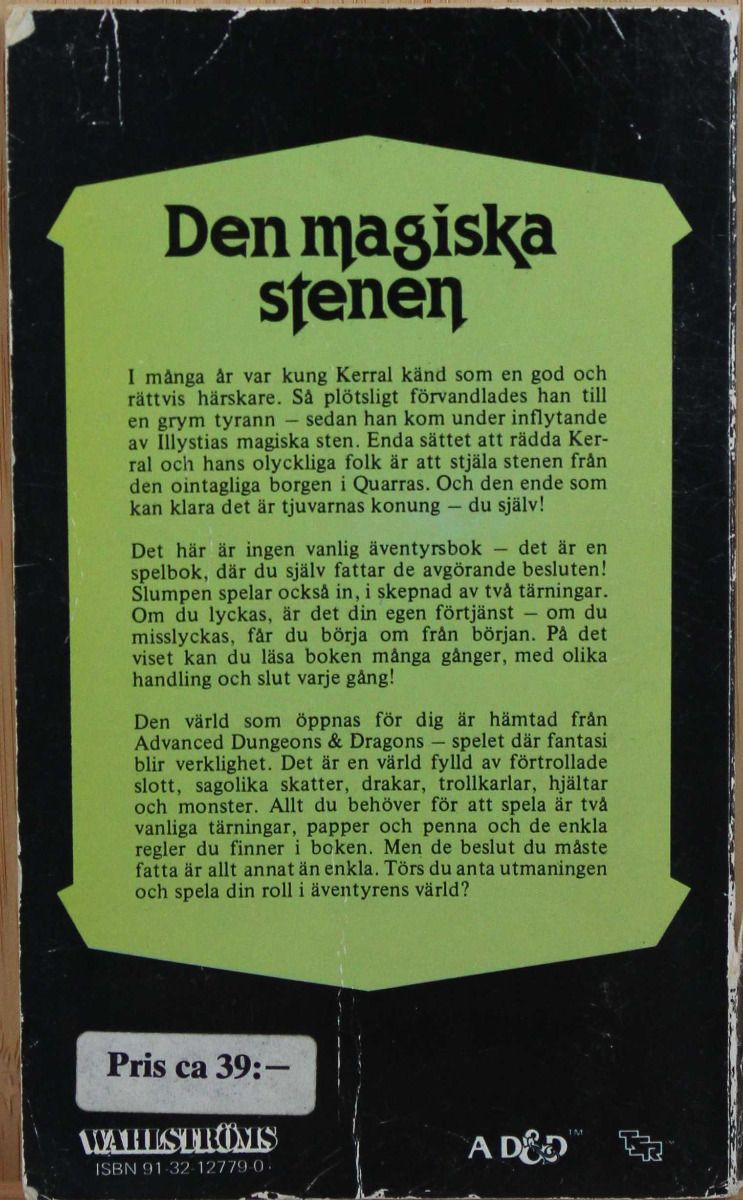 Den magiska
stenen
I många år var kung Kerral känd som en god och
rättvis härskare. Så plötsligt förvandlades han till
en grym tyrann — sedan han kom under inflytande
av Illystias magiska sten. Enda sättet att rädda Ker-
ral och hans olyckliga folk är att stjäla stenen från
den ointagliga borgen i Quarras. Och den ende som
kan klara det är tjuvarnas konung — du själv!
Det här är ingen vanlig äventyrsbok — det är en
spelbok, där du själv fattar de avgörande besluten!
Slumpen spelar också in, i skepnad av två tärningar.
Om du lyckas, är det din egen förtjänst — om du
misslyckas, får du börja om från början. På det
viset kan du läsa boken många gånger, med olika
handling och slut varje gång!
Den värld som öppnas för dig är hämtad från
Advanced Dungeons & Dragons — spelet där fantasi
blir verklighet. Det är en värld fylld av förtrollade
slott, sagolika skatter, drakar, trollkarlar, hjältar
och monster. Allt du behöver för att spela är två
vanliga tärningar, papper och penna och de enkla
regler du finner i boken. Men de beslut du måste
fatta är allt annat än enkla. Törs du anta utmaningen
och spela din roll i äventyrens värld?
Pris ca 39:—
WAHLSTRÖMS
ISBN 91-32-12779-0
AD&D™ TSR™